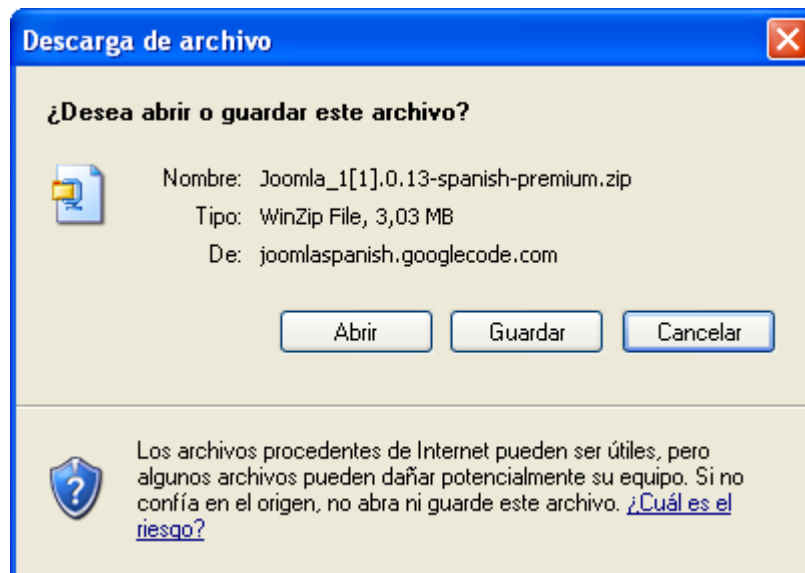 Descarga de archivo
¿Desea abrir o guardar este archivo?
Nombre: Joomla_1[1].0.13-spanish-premium.zip
Tipo: WinZip File, 3,03 MB
De: joomlaspanish.googlecode.com
Abrir Guardar Cancelar
Los archivos procedentes de Internet pueden ser útiles, pero
algunos archivos pueden dañar potencialmente su equipo. Si no
confía en el origen, no abra ni guarde este archivo. ¿Cuál es el
riesgo?